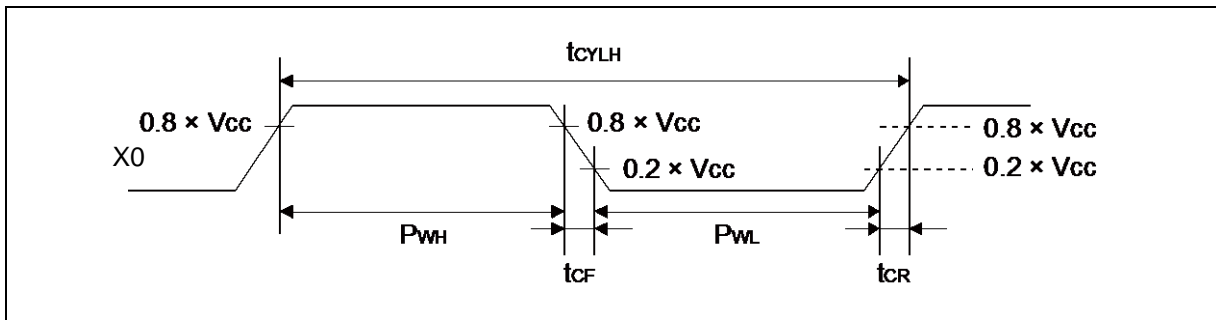 tCYLH
0.8 × Vcc
0.8 × Vcc
0.8 × Vcc
X0
0.2 × Vcc
0.2 × Vcc
PWH
PWL
tCF
tCR